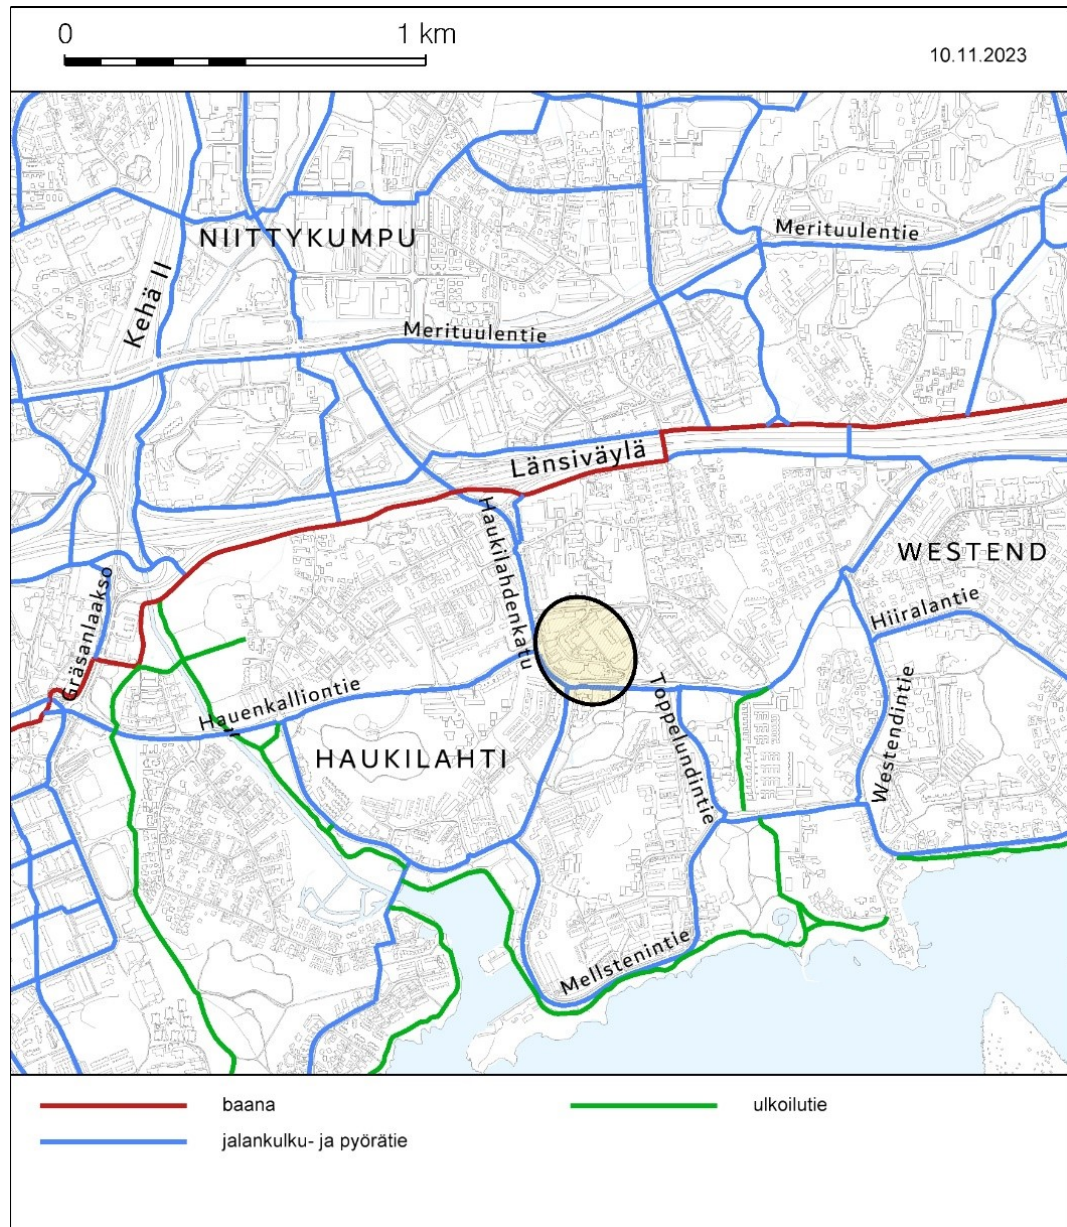 0 1 km
10.11.2023
Merituulentie
NIITTYKUMPU
Kehä II
Merituulentie
Länsiväylä
Haukilahdenkatu
WESTEND
Gräsanlaakso
Hiiralantie
Hauenkalliontie
Toppelundintie
Westendintie
HAUKILAHTI
Mellstenintie
baana
ulkoilutie
jalankulku- ja pyörätie